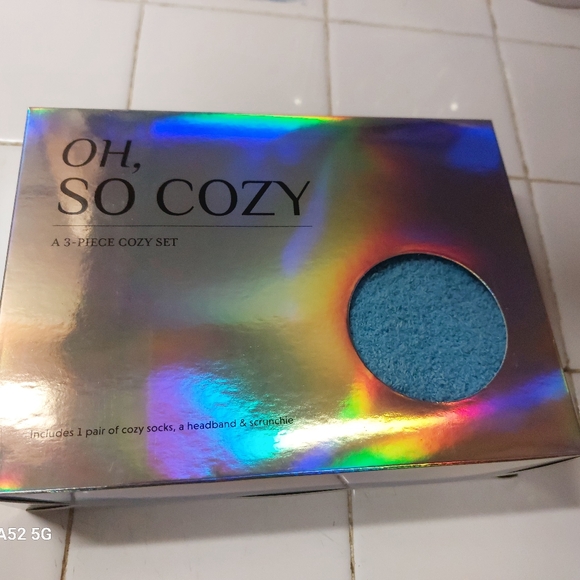 OH,
SO COZY
A 3-PIECE COZY SET
Includes 1 pair of cozy socks, a headband & scrunchie
A52 5G